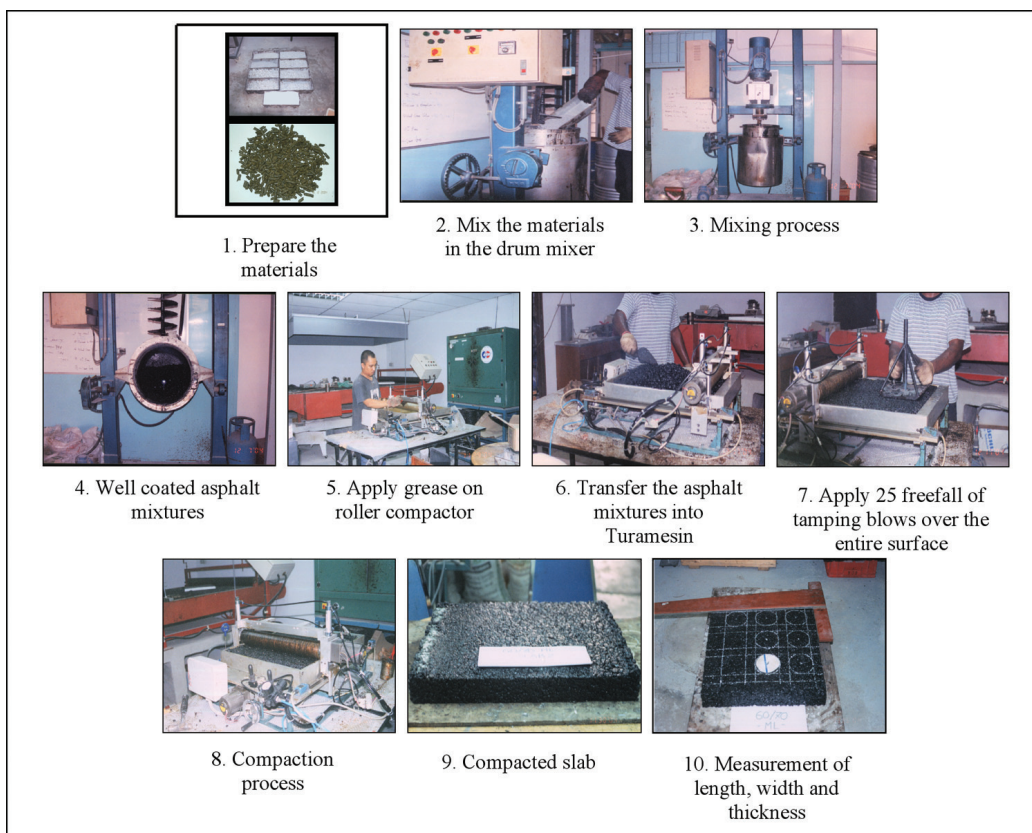 1. Prepare the
materials
2. Mix the materials
in the drum mixer
3. Mixing process
4. Well coated asphalt
mixtures
5. Apply grease on
roller compactor
6. Transfer the asphalt
mixtures into
Turamesin
7. Apply 25 freefall of
tamping blows over the
entire surface
8. Compaction
process
9. Compacted slab
60/70
-ML-
10. Measurement of
length, width and
thickness